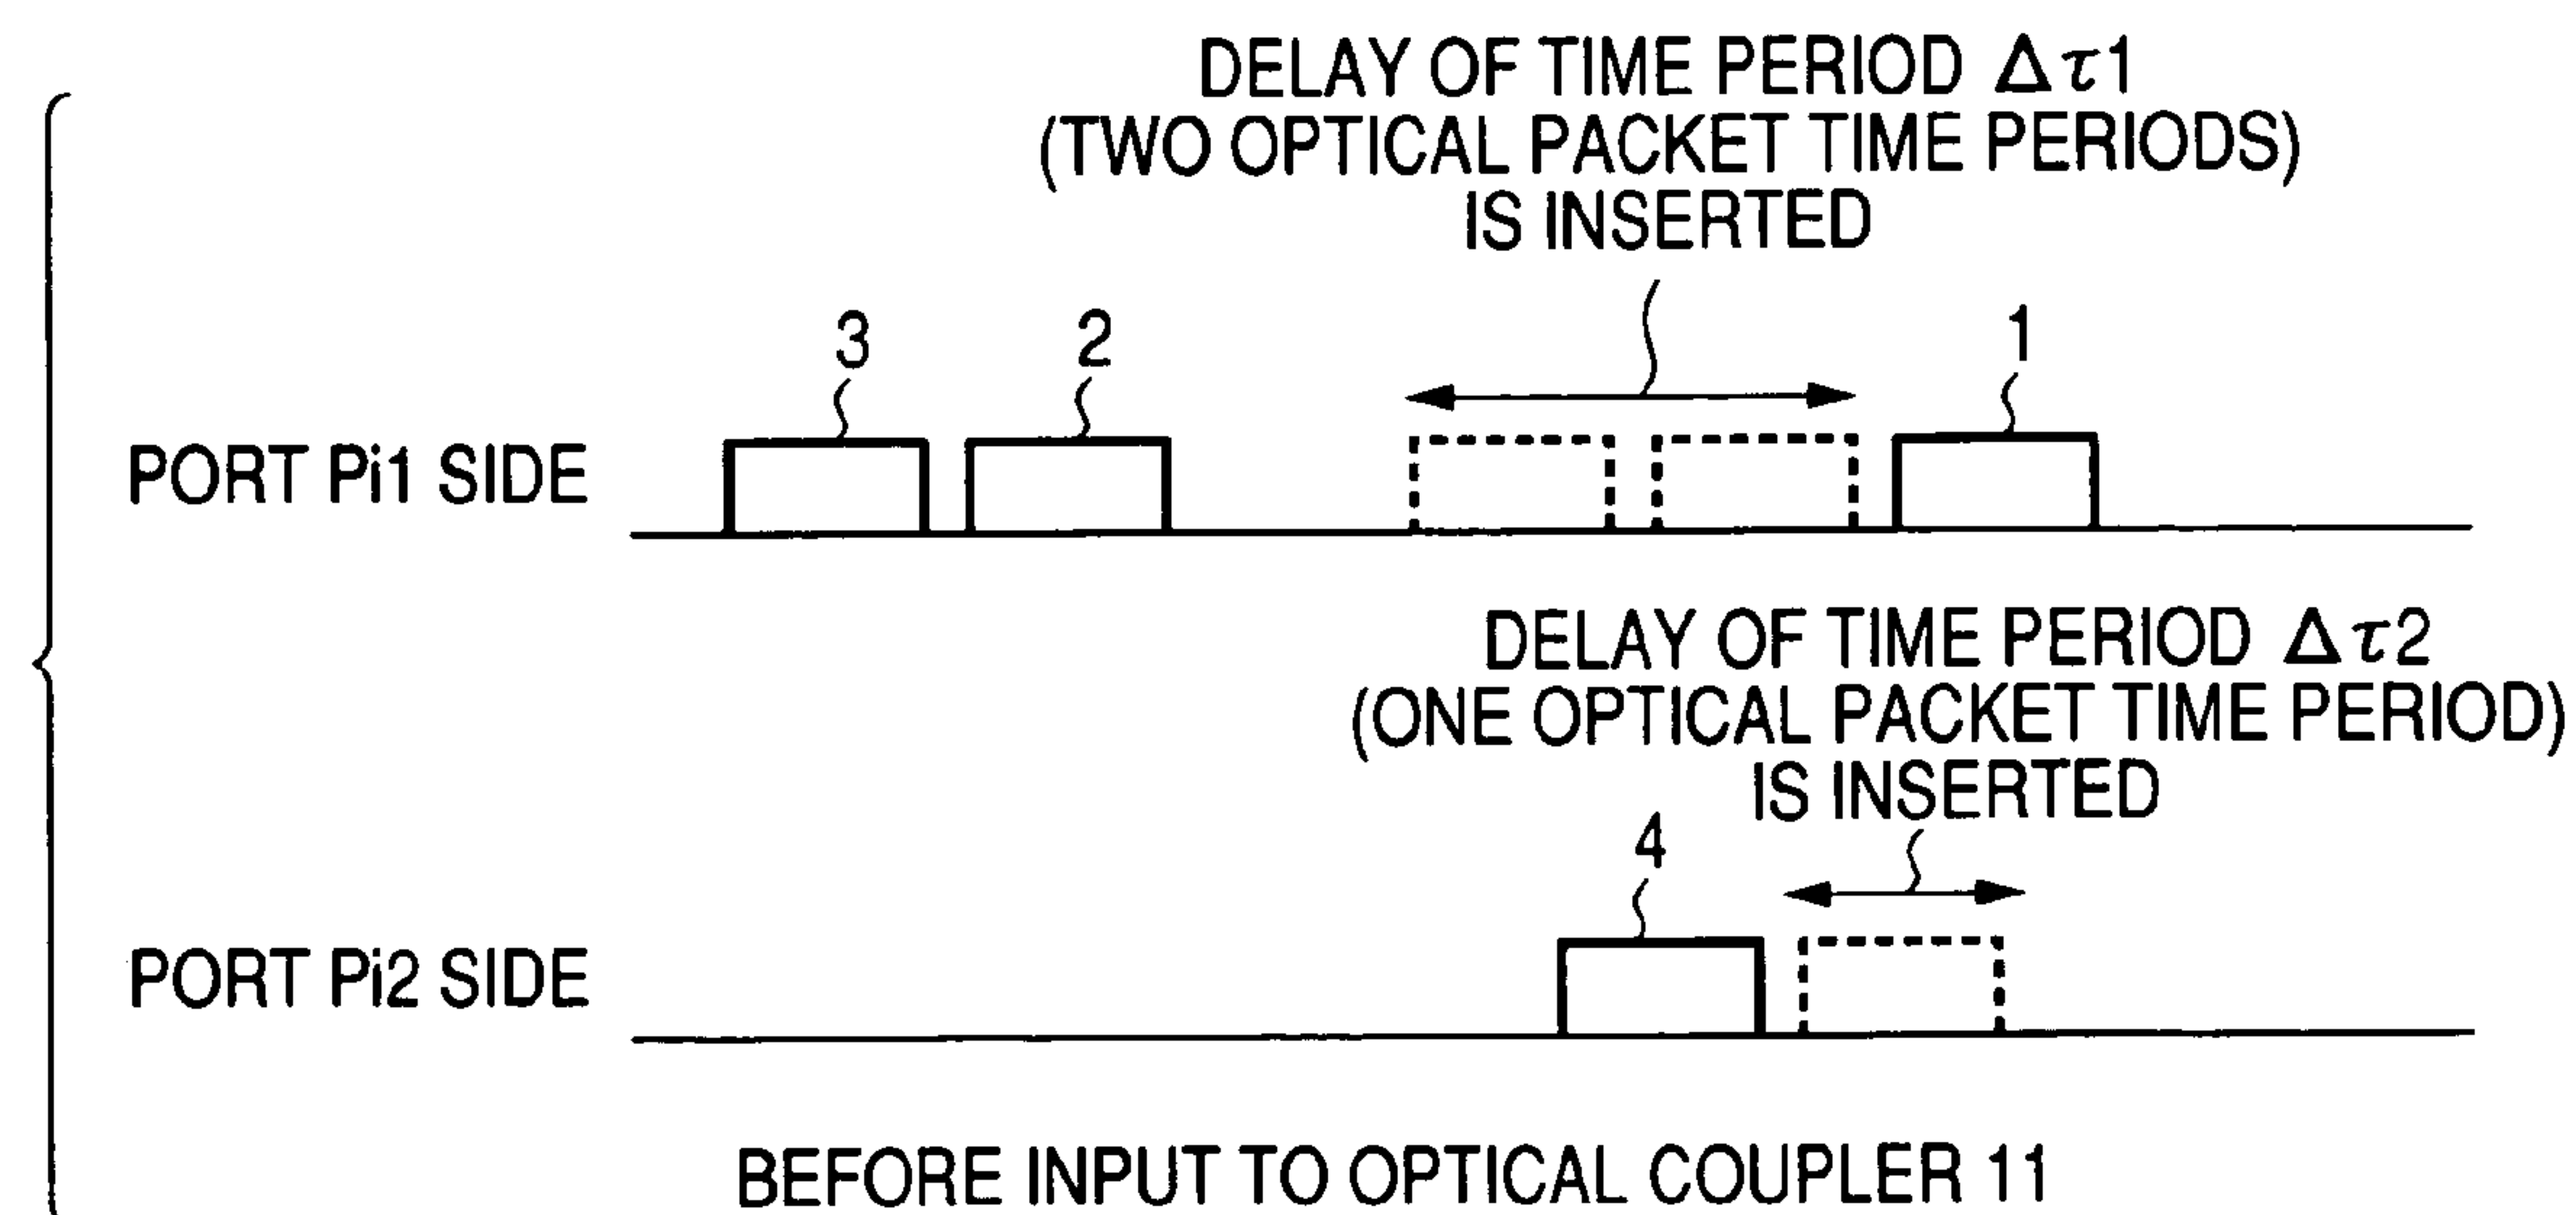 DELAY OF TIME PERIOD Δτ1
(TWO OPTICAL PACKET TIME PERIODS)
IS INSERTED
3
2
1
PORT Pi1 SIDE
DELAY OF TIME PERIOD Δτ2
(ONE OPTICAL PACKET TIME PERIOD)
IS INSERTED
4
PORT Pi2 SIDE
BEFORE INPUT TO OPTICAL COUPLER 11